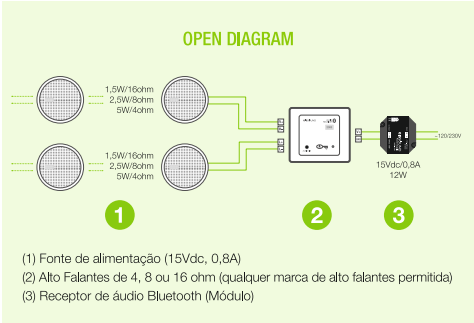 OPEN DIAGRAM
1,5W/16ohm
2,5W/8ohm
5W/4ohm
~120/230V
15Vdc/0,8A
12W
1,5W/16ohm
2,5W/8ohm
5W/4ohm
1
2
3
(1) Fonte de alimentação (15Vdc, 0,8A)
(2) Alto Falantes de 4, 8 ou 16 ohm (qualquer marca de alto falantes permitida)
(3) Receptor de áudio Bluetooth (Módulo)